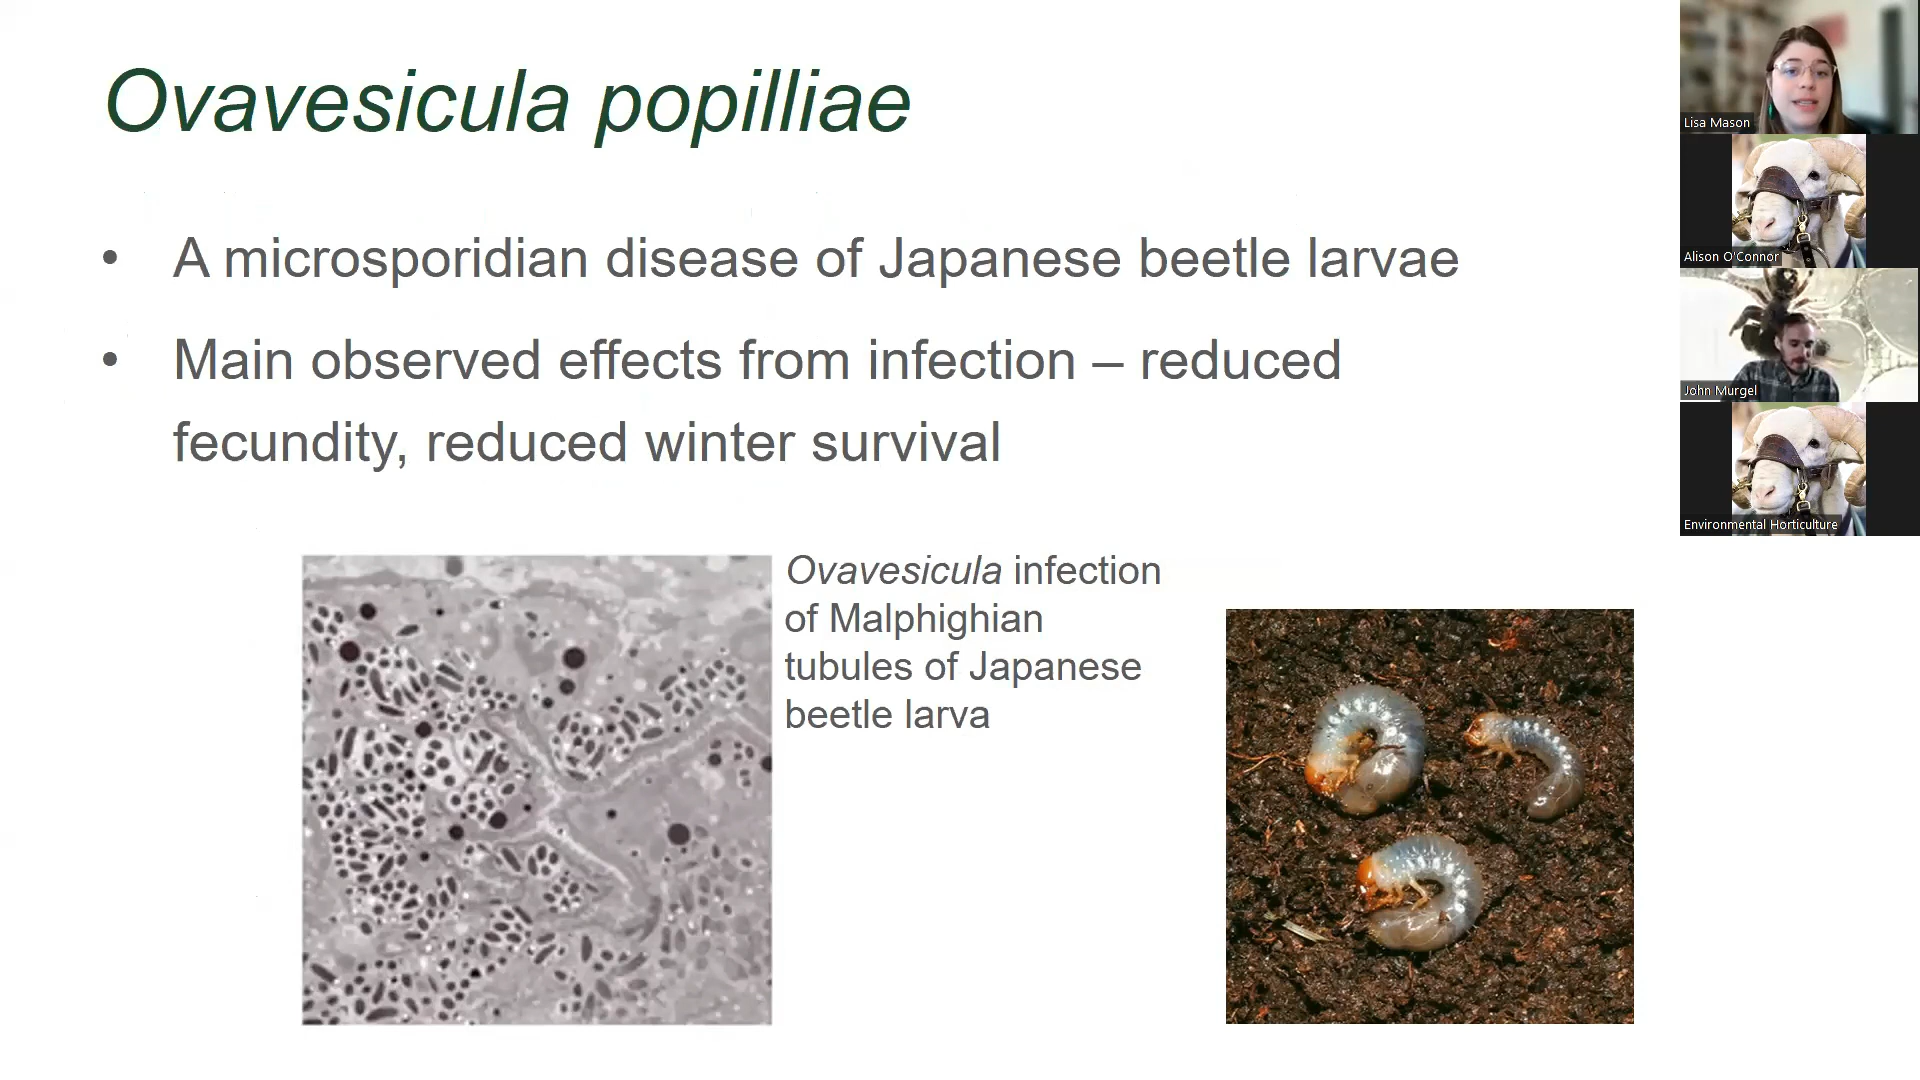 Ovavesicula popilliae
• A microsporidian disease of Japanese beetle larvae
• Main observed effects from infection – reduced
fecundity, reduced winter survival
Ovavesicula infection
of Malphighian
tubules of Japanese
beetle larva
Lisa Mason
Alison O'Connor
John Murgel
Environmental Horticulture